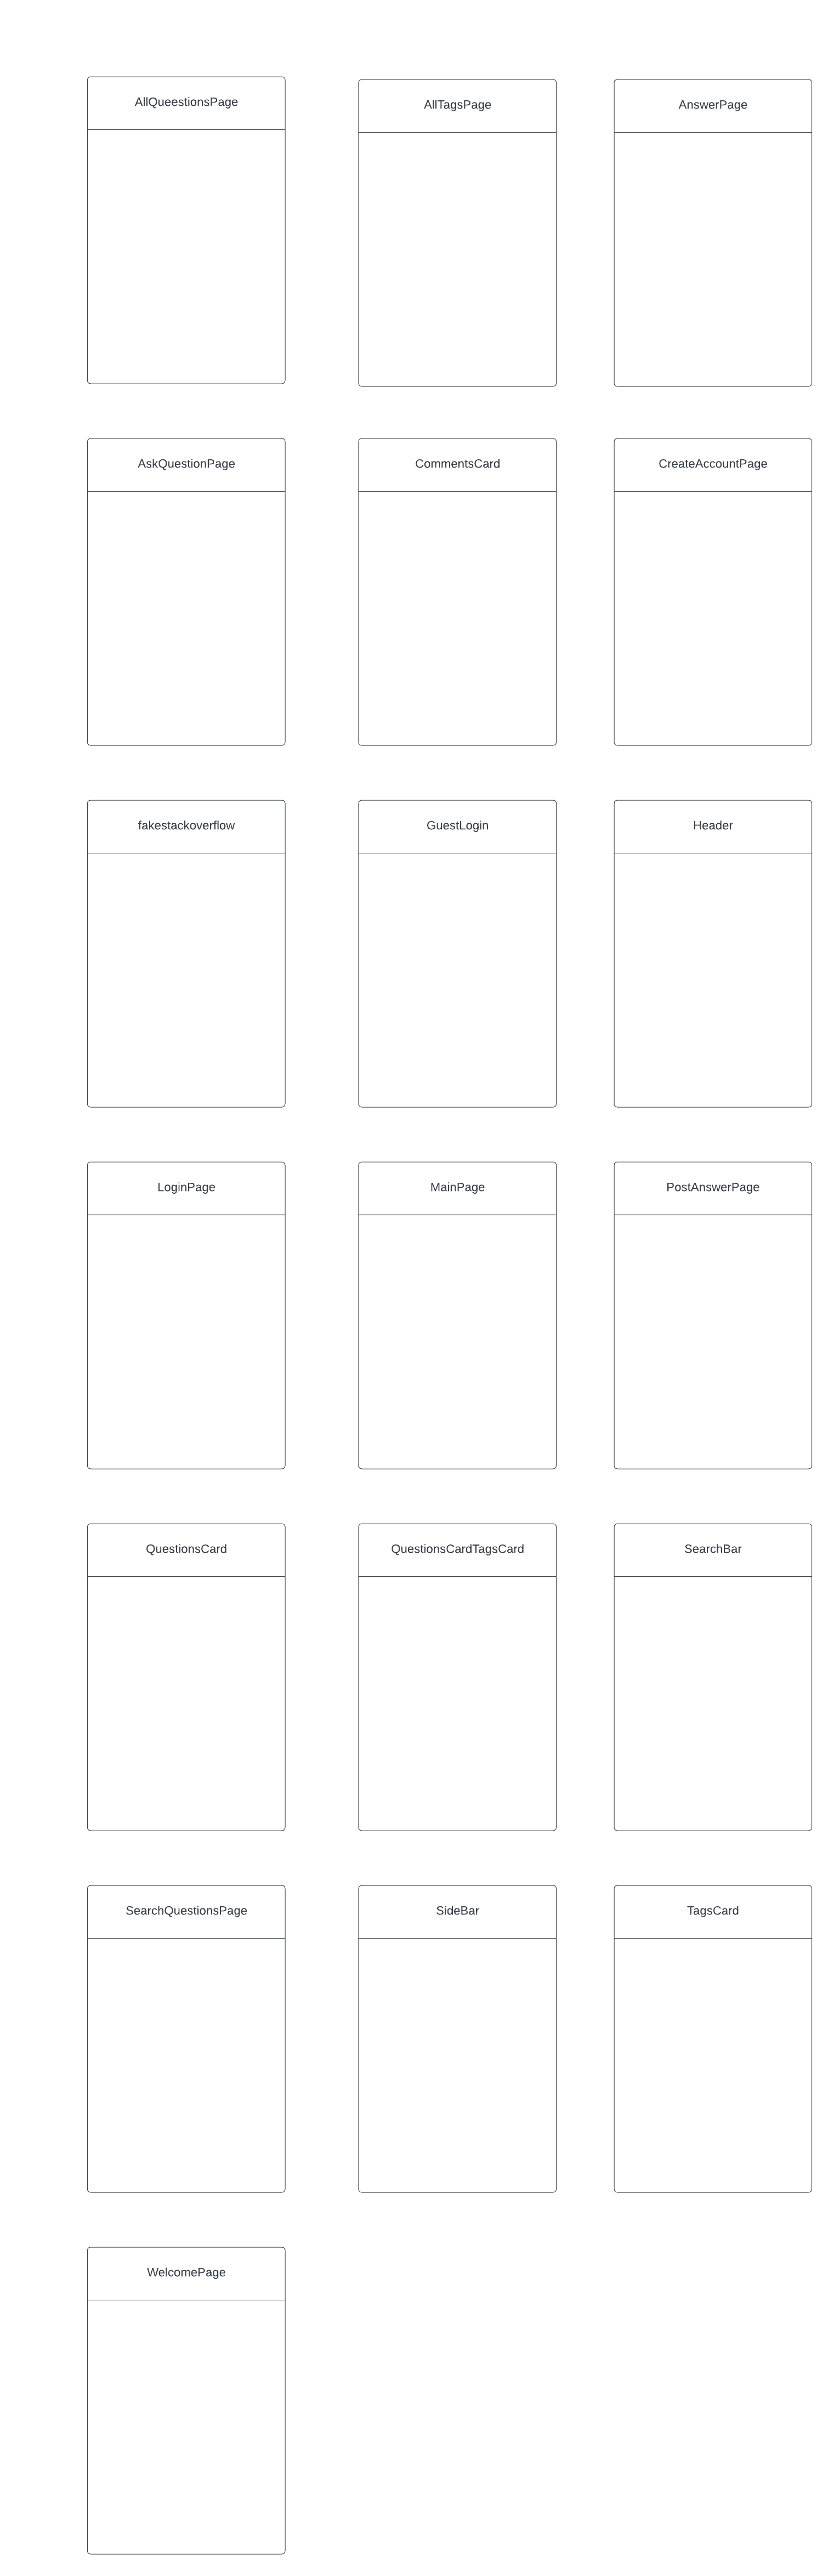 AllQueestionsPage
AllTagsPage
AnswerPage
AskQuestionPage
CommentsCard
CreateAccountPage
fakestackoverflow
GuestLogin
Header
LoginPage
MainPage
PostAnswerPage
QuestionsCard
QuestionsCardTagsCard
SearchBar
SearchQuestionsPage
SideBar
TagsCard
WelcomePage